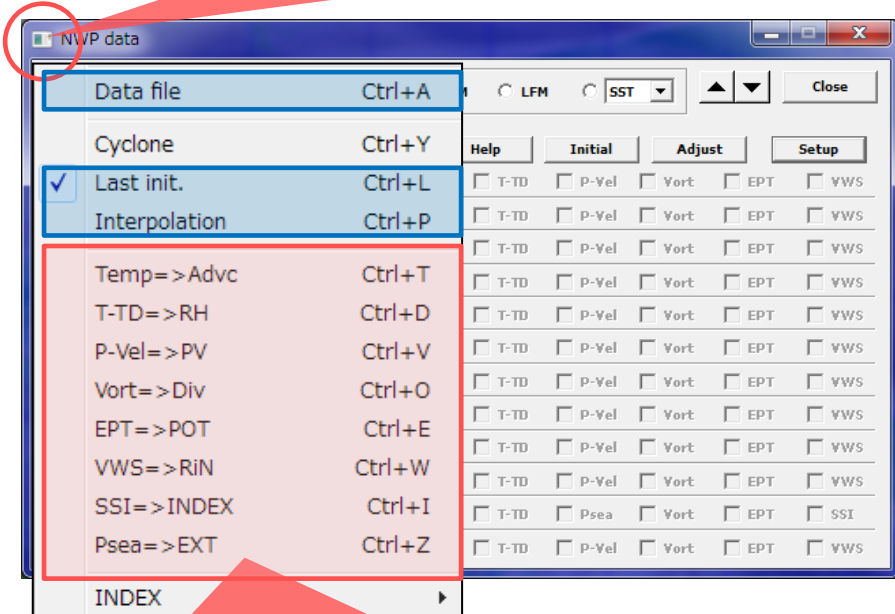 NWP data
Data file Ctrl+A
LFM SST Close
Cyclone Ctrl+Y
Help Initial Adjust Setup
Last init. Ctrl+L
T-TD P-Vel Vort EPT VWS
Interpolation Ctrl+P
T-TD P-Vel Vort EPT VWS
T-TD P-Vel Vort EPT VWS
Temp=>Advc Ctrl+T
T-TD P-Vel Vort EPT VWS
T-TD=>RH Ctrl+D
T-TD P-Vel Vort EPT VWS
P-Vel=>PV Ctrl+V
T-TD P-Vel Vort EPT VWS
Vort=>Div Ctrl+O
T-TD P-Vel Vort EPT VWS
EPT=>POT Ctrl+E
T-TD P-Vel Vort EPT VWS
T-TD P-Vel Vort EPT VWS
VWS=>RiN Ctrl+W
T-TD P-Vel Vort EPT VWS
SSI=>INDEX Ctrl+I
T-TD Psea Vort EPT SSI
Psea=>EXT Ctrl+Z
T-TD P-Vel Vort EPT VWS
INDEX